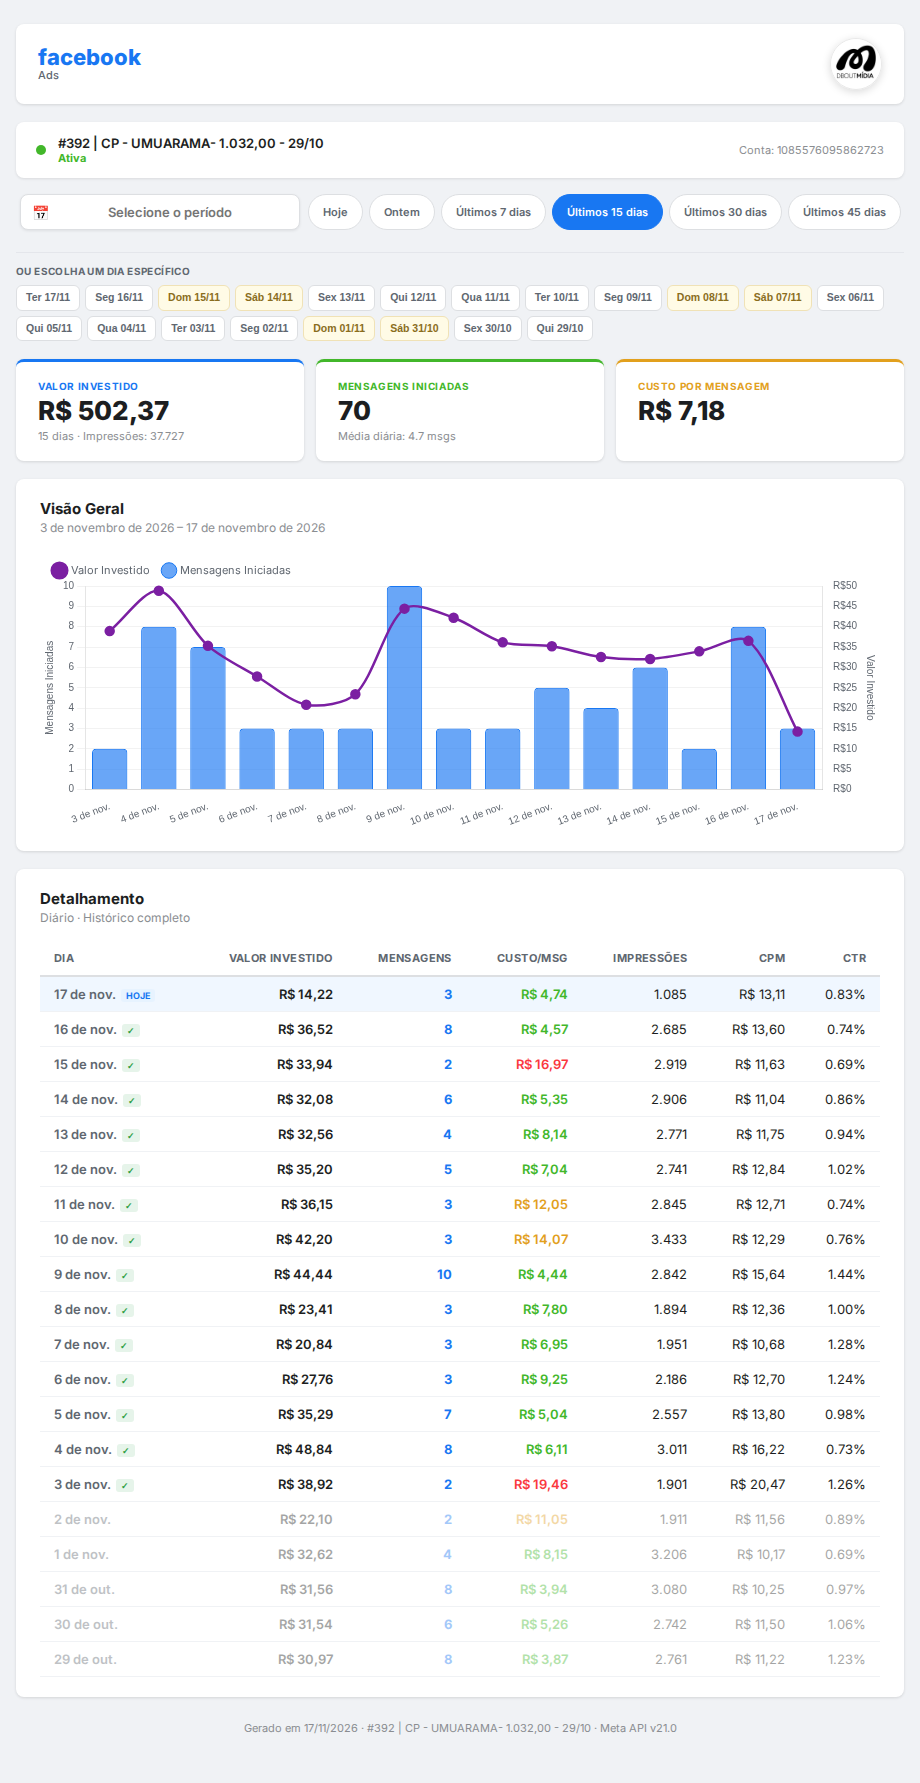 facebook
Ads
DBOUTMÍDIA
#392 | CP - UMUARAMA- 1.032,00 - 29/10
Ativa
Conta: 1085576095862723
Selecione o período
Hoje
Ontem
Últimos 7 dias
Últimos 15 dias
Últimos 30 dias
Últimos 45 dias
OU ESCOLHA UM DIA ESPECÍFICO
Ter 17/11 Seg 16/11 Dom 15/11 Sáb 14/11 Sex 13/11 Qui 12/11 Qua 11/11 Ter 10/11 Seg 09/11 Dom 08/11 Sáb 07/11 Sex 06/11
Qui 05/11 Qua 04/11 Ter 03/11 Seg 02/11 Dom 01/11 Sáb 31/10 Sex 30/10 Qui 29/10
VALOR INVESTIDO
R$ 502,37
15 dias · Impressões: 37.727
MENSAGENS INICIADAS
70
Média diária: 4.7 msgs
CUSTO POR MENSAGEM
R$ 7,18
Visão Geral
3 de novembro de 2026 – 17 de novembro de 2026
Valor Investido Mensagens Iniciadas
10 R$50
9 R$45
8 R$40
7 R$35
6 R$30
5 R$25
4 R$20
3 R$15
2 R$10
1 R$5
0 R$0
Mensagens Iniciadas
Valor Investido
3 de nov. 4 de nov. 5 de nov. 6 de nov. 7 de nov. 8 de nov. 9 de nov. 10 de nov. 11 de nov. 12 de nov. 13 de nov. 14 de nov. 15 de nov. 16 de nov. 17 de nov.
Detalhamento
Diário · Histórico completo
DIA VALOR INVESTIDO MENSAGENS CUSTO/MSG IMPRESSÕES CPM CTR
17 de nov. HOJE R$ 14,22 3 R$ 4,74 1.085 R$ 13,11 0.83%
16 de nov. ✓ R$ 36,52 8 R$ 4,57 2.685 R$ 13,60 0.74%
15 de nov. ✓ R$ 33,94 2 R$ 16,97 2.919 R$ 11,63 0.69%
14 de nov. ✓ R$ 32,08 6 R$ 5,35 2.906 R$ 11,04 0.86%
13 de nov. ✓ R$ 32,56 4 R$ 8,14 2.771 R$ 11,75 0.94%
12 de nov. ✓ R$ 35,20 5 R$ 7,04 2.741 R$ 12,84 1.02%
11 de nov. ✓ R$ 36,15 3 R$ 12,05 2.845 R$ 12,71 0.74%
10 de nov. ✓ R$ 42,20 3 R$ 14,07 3.433 R$ 12,29 0.76%
9 de nov. ✓ R$ 44,44 10 R$ 4,44 2.842 R$ 15,64 1.44%
8 de nov. ✓ R$ 23,41 3 R$ 7,80 1.894 R$ 12,36 1.00%
7 de nov. ✓ R$ 20,84 3 R$ 6,95 1.951 R$ 10,68 1.28%
6 de nov. ✓ R$ 27,76 3 R$ 9,25 2.186 R$ 12,70 1.24%
5 de nov. ✓ R$ 35,29 7 R$ 5,04 2.557 R$ 13,80 0.98%
4 de nov. ✓ R$ 48,84 8 R$ 6,11 3.011 R$ 16,22 0.73%
3 de nov. ✓ R$ 38,92 2 R$ 19,46 1.901 R$ 20,47 1.26%
2 de nov. R$ 22,10 2 R$ 11,05 1.911 R$ 11,56 0.89%
1 de nov. R$ 32,62 4 R$ 8,15 3.206 R$ 10,17 0.69%
31 de out. R$ 31,56 8 R$ 3,94 3.080 R$ 10,25 0.97%
30 de out. R$ 31,54 6 R$ 5,26 2.742 R$ 11,50 1.06%
29 de out. R$ 30,97 8 R$ 3,87 2.761 R$ 11,22 1.23%
Gerado em 17/11/2026 · #392 | CP - UMUARAMA- 1.032,00 - 29/10 · Meta API v21.0